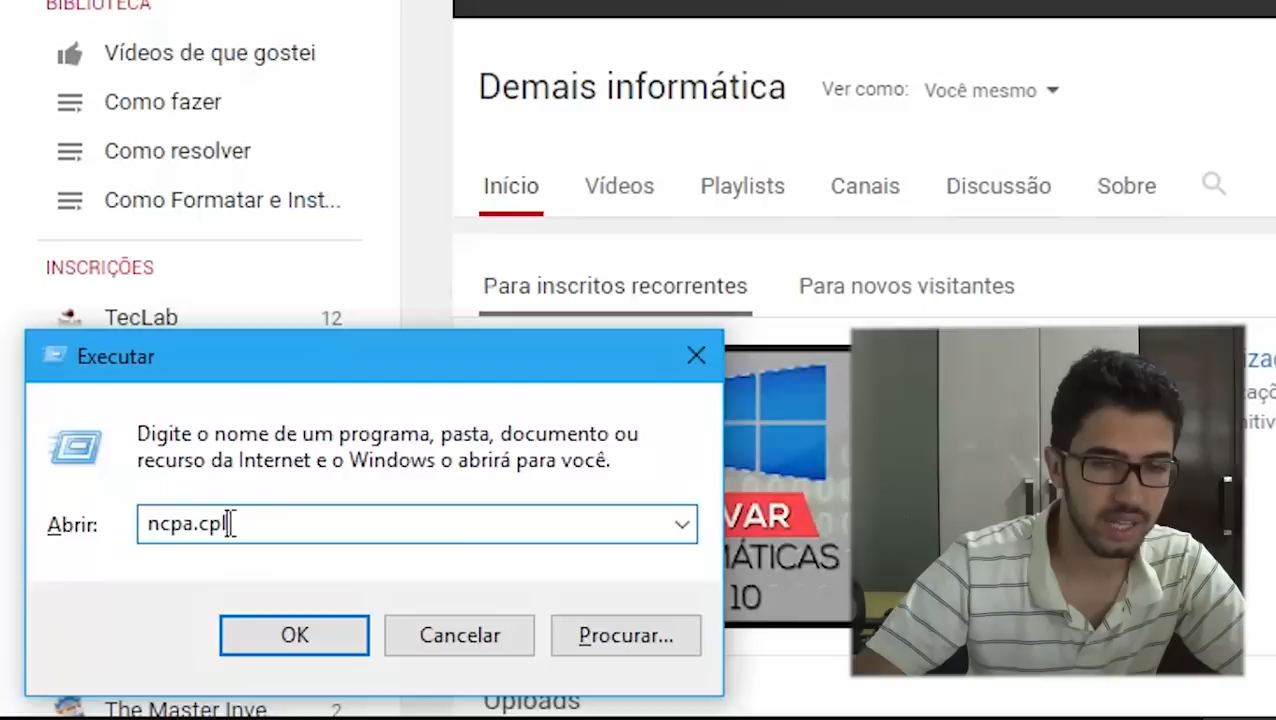 BIBLIOTECA
Vídeos de que gostei
Como fazer
Como resolver
Como Formatar e Inst...
INSCRIÇÕES
TecLab 12
Demais informática
Ver como: Você mesmo
Início Vídeos Playlists Canais Discussão Sobre
Para inscritos recorrentes Para novos visitantes
Executar
Digite o nome de um programa, pasta, documento ou
recurso da Internet e o Windows o abrirá para você.
Abrir: ncpa.cpl
OK Cancelar Procurar...
VAR
MÁTICAS
10
Uploads
The Master Inve 2